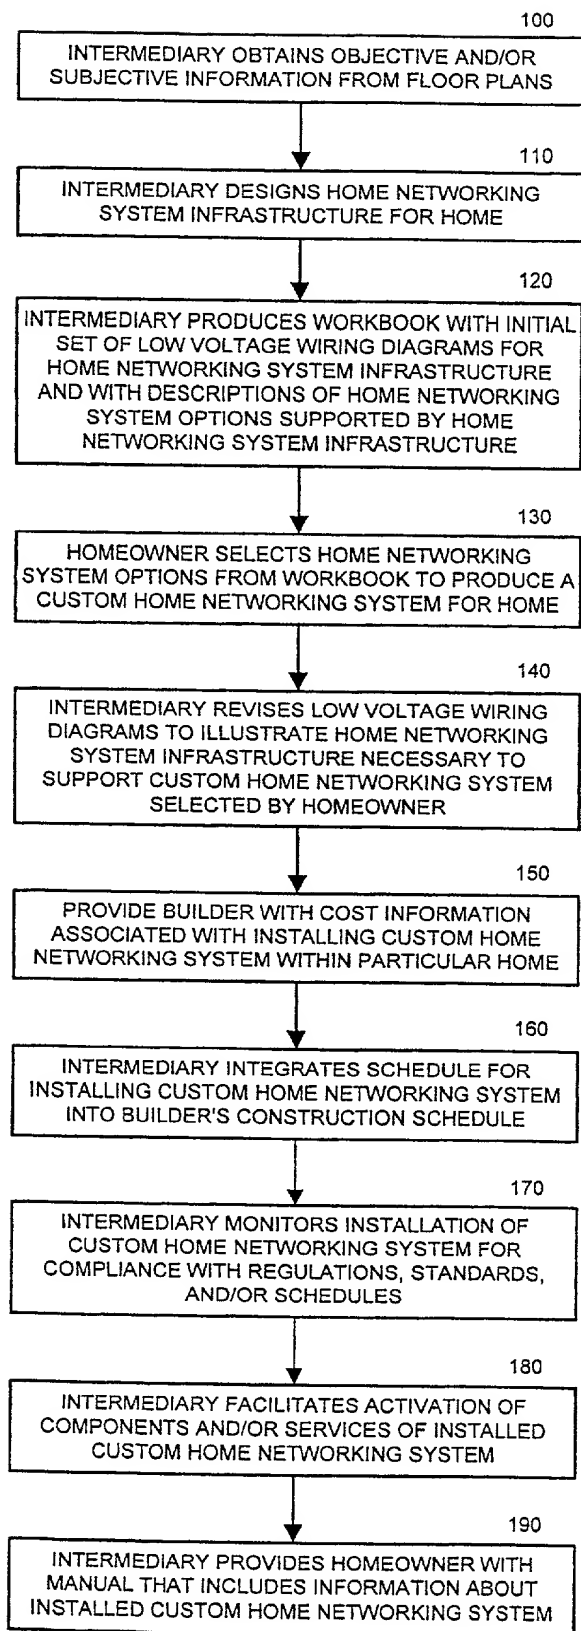 100
INTERMEDIARY OBTAINS OBJECTIVE AND/OR
SUBJECTIVE INFORMATION FROM FLOOR PLANS
110
INTERMEDIARY DESIGNS HOME NETWORKING
SYSTEM INFRASTRUCTURE FOR HOME
120
INTERMEDIARY PRODUCES WORKBOOK WITH INITIAL
SET OF LOW VOLTAGE WIRING DIAGRAMS FOR
HOME NETWORKING SYSTEM INFRASTRUCTURE
AND WITH DESCRIPTIONS OF HOME NETWORKING
SYSTEM OPTIONS SUPPORTED BY HOME
NETWORKING SYSTEM INFRASTRUCTURE
130
HOMEOWNER SELECTS HOME NETWORKING
SYSTEM OPTIONS FROM WORKBOOK TO PRODUCE A
CUSTOM HOME NETWORKING SYSTEM FOR HOME
140
INTERMEDIARY REVISES LOW VOLTAGE WIRING
DIAGRAMS TO ILLUSTRATE HOME NETWORKING
SYSTEM INFRASTRUCTURE NECESSARY TO
SUPPORT CUSTOM HOME NETWORKING SYSTEM
SELECTED BY HOMEOWNER
150
PROVIDE BUILDER WITH COST INFORMATION
ASSOCIATED WITH INSTALLING CUSTOM HOME
NETWORKING SYSTEM WITHIN PARTICULAR HOME
160
INTERMEDIARY INTEGRATES SCHEDULE FOR
INSTALLING CUSTOM HOME NETWORKING SYSTEM
INTO BUILDER'S CONSTRUCTION SCHEDULE
170
INTERMEDIARY MONITORS INSTALLATION OF
CUSTOM HOME NETWORKING SYSTEM FOR
COMPLIANCE WITH REGULATIONS, STANDARDS,
AND/OR SCHEDULES
180
INTERMEDIARY FACILITATES ACTIVATION OF
COMPONENTS AND/OR SERVICES OF INSTALLED
CUSTOM HOME NETWORKING SYSTEM
190
INTERMEDIARY PROVIDES HOMEOWNER WITH
MANUAL THAT INCLUDES INFORMATION ABOUT
INSTALLED CUSTOM HOME NETWORKING SYSTEM